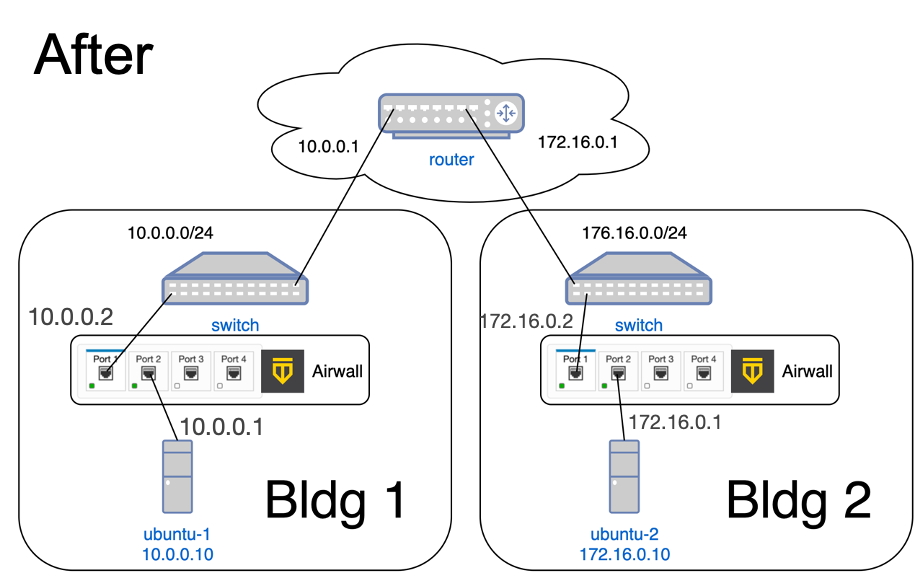 After
10.0.0.1
172.16.0.1
router
10.0.0.0/24
176.16.0.0/24
10.0.0.2
switch
172.16.0.2
switch
Port 1
Port 2
Port 3
Port 4
Airwall
Port 1
Port 2
Port 3
Port 4
Airwall
10.0.0.1
172.16.0.1
Bldg 1
Bldg 2
ubuntu-1
10.0.0.10
ubuntu-2
172.16.0.10